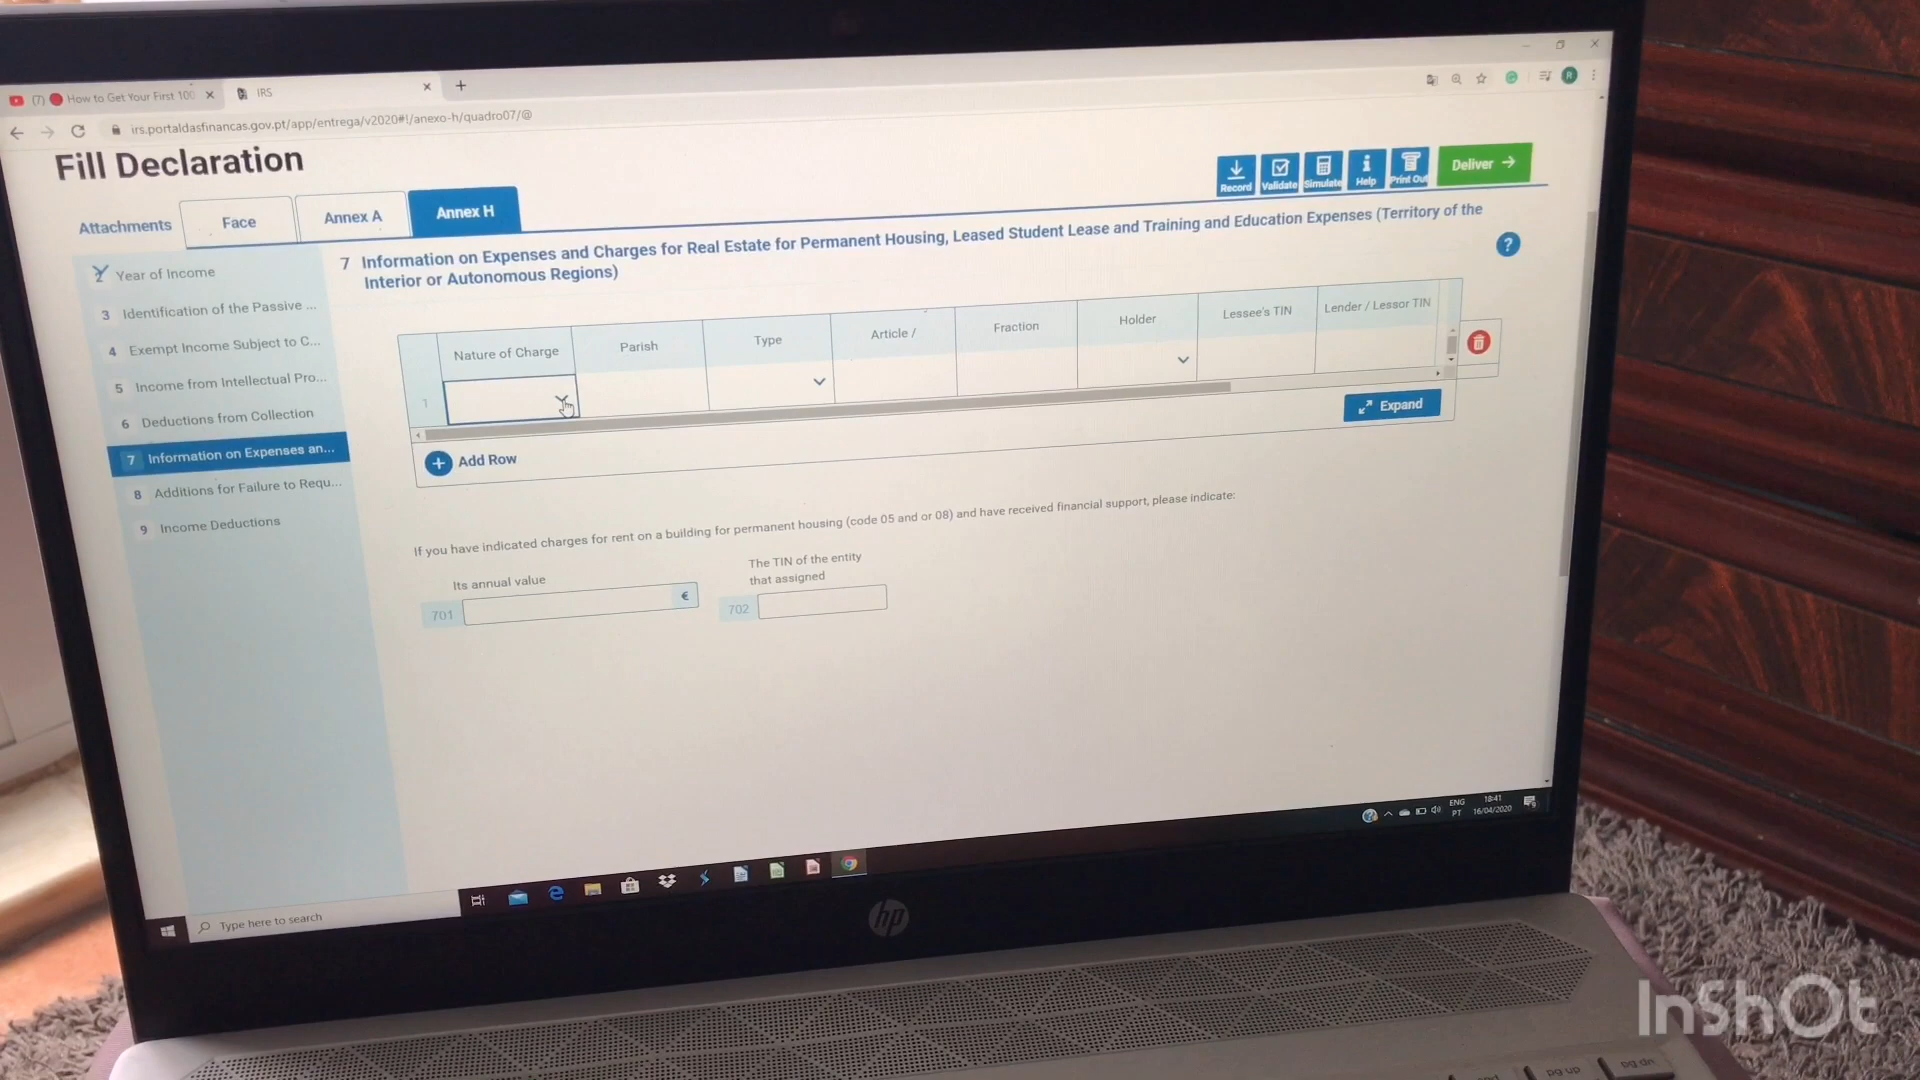 (7) How to Get Your First 100
IRS
irs.portaldasfinancas.gov.pt/app/entrega/v2020#!/anexo-h/quadro07/@
R
Fill Declaration
Record
Validate
Simulate
Help
Print Out
Deliver
Attachments
Face
Annex A
Annex H
Year of Income
3 Identification of the Passive ...
4 Exempt Income Subject to C...
5 Income from Intellectual Pro...
6 Deductions from Collection
7 Information on Expenses an...
8 Additions for Failure to Requ...
9 Income Deductions
7 Information on Expenses and Charges for Real Estate for Permanent Housing, Leased Student Lease and Training and Education Expenses (Territory of the
Interior or Autonomous Regions)
?
Nature of Charge
Parish
Type
Article /
Fraction
Holder
Lessee's TIN
Lender / Lessor TIN
1
Expand
+ Add Row
If you have indicated charges for rent on a building for permanent housing (code 05 and or 08) and have received financial support, please indicate:
Its annual value
The TIN of the entity
that assigned
701
€
702
ENG
PT
18:41
16/04/2020
Type here to search
hp
InShOt
pg up
pg dn